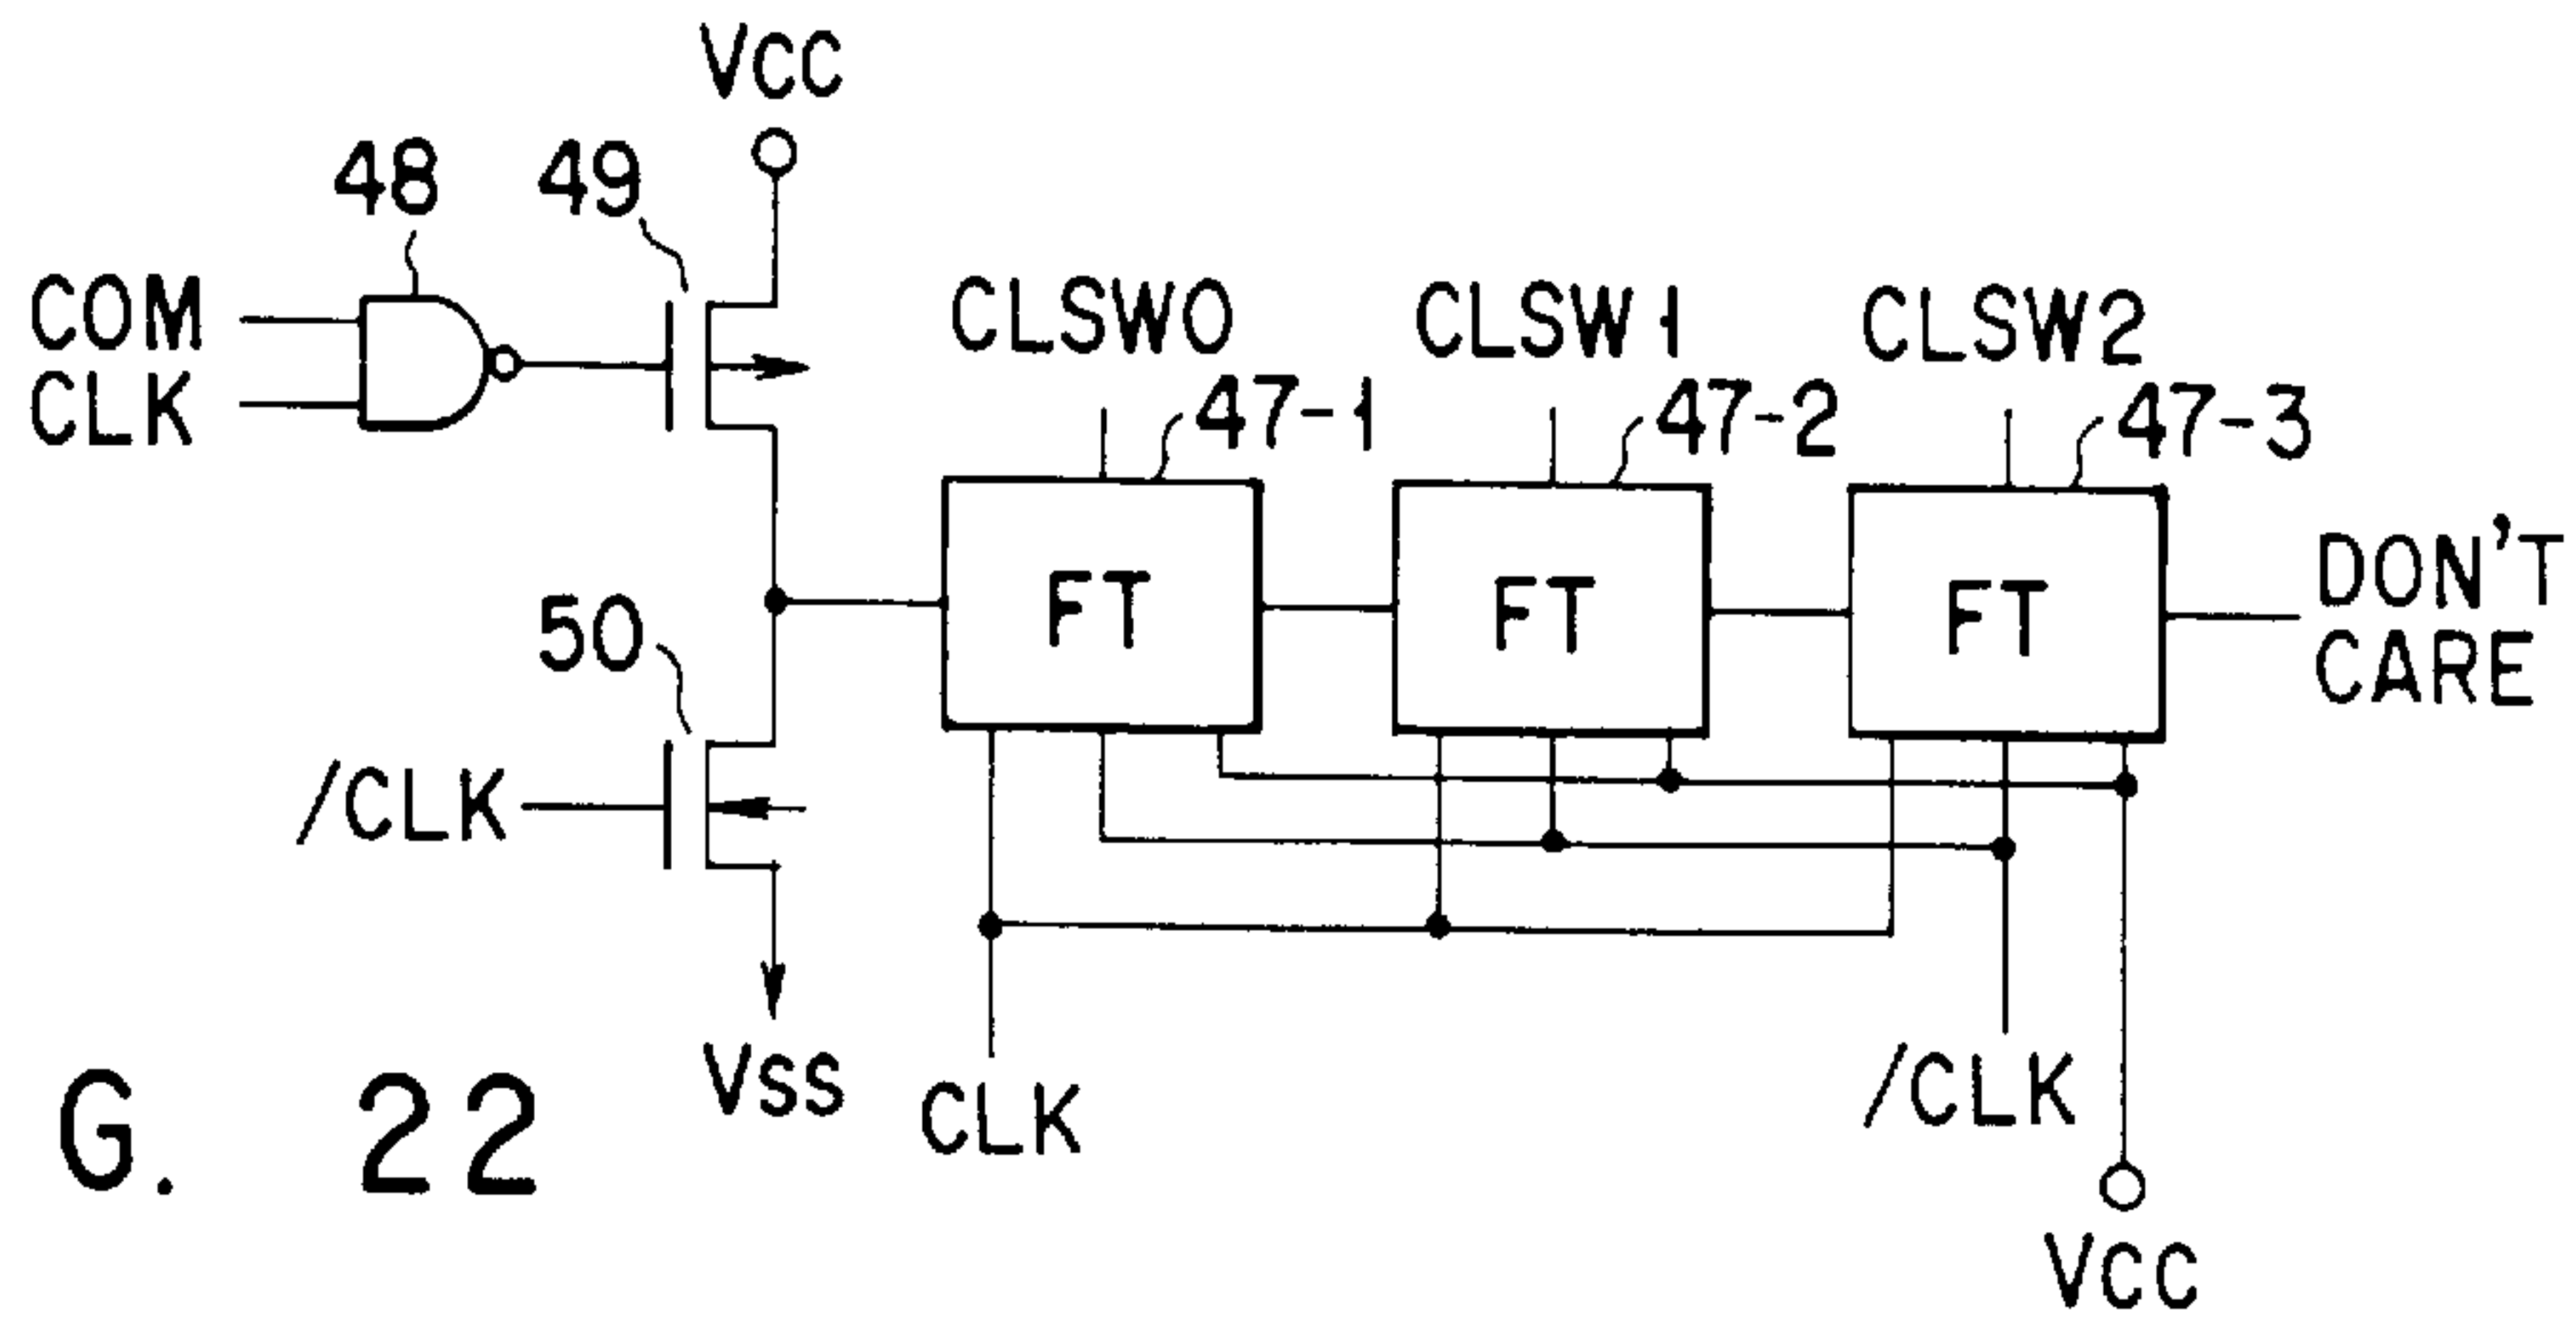 VCC
48
49
COM
CLK
CLSW0
CLSW1
CLSW2
47-1
47-2
47-3
FT
FT
FT
DON'T
CARE
50
/CLK
VSS
CLK
/CLK
VCC
G. 22